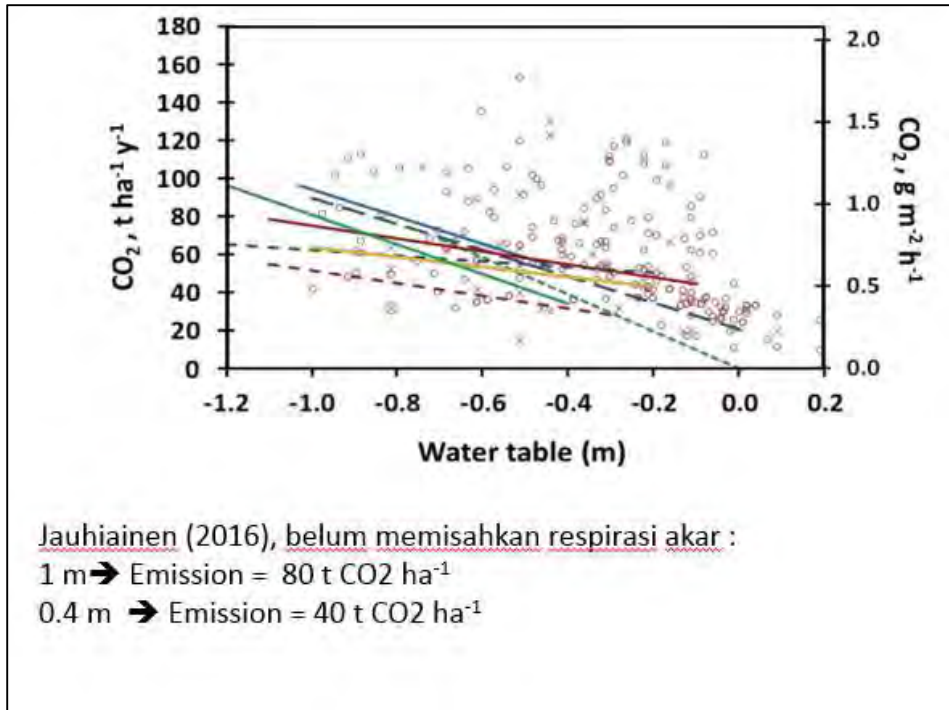 180
160
140
120
100
80
60
40
20
0
CO₂ , t ha⁻¹ y⁻¹
2.0
1.5
1.0
0.5
0.0
CO₂, g m⁻² h⁻¹
-1.2 -1.0 -0.8 -0.6 -0.4 -0.2 0.0 0.2
Water table (m)
Jauhiainen (2016), belum memisahkan respirasi akar :
1 m➔ Emission = 80 t CO2 ha⁻¹
0.4 m ➔ Emission = 40 t CO2 ha⁻¹